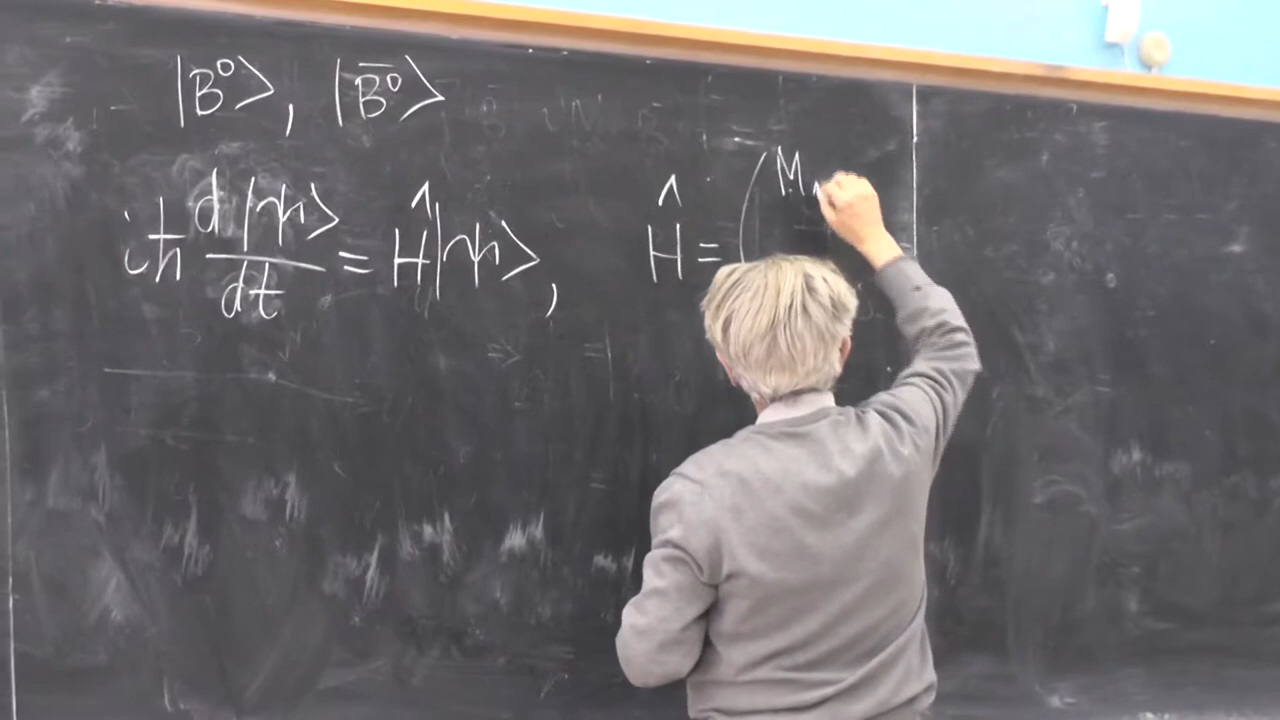 |B⁰⟩, |B̅⁰⟩
iħ d|ψ⟩/dt = Ĥ|ψ⟩, Ĥ = ( M